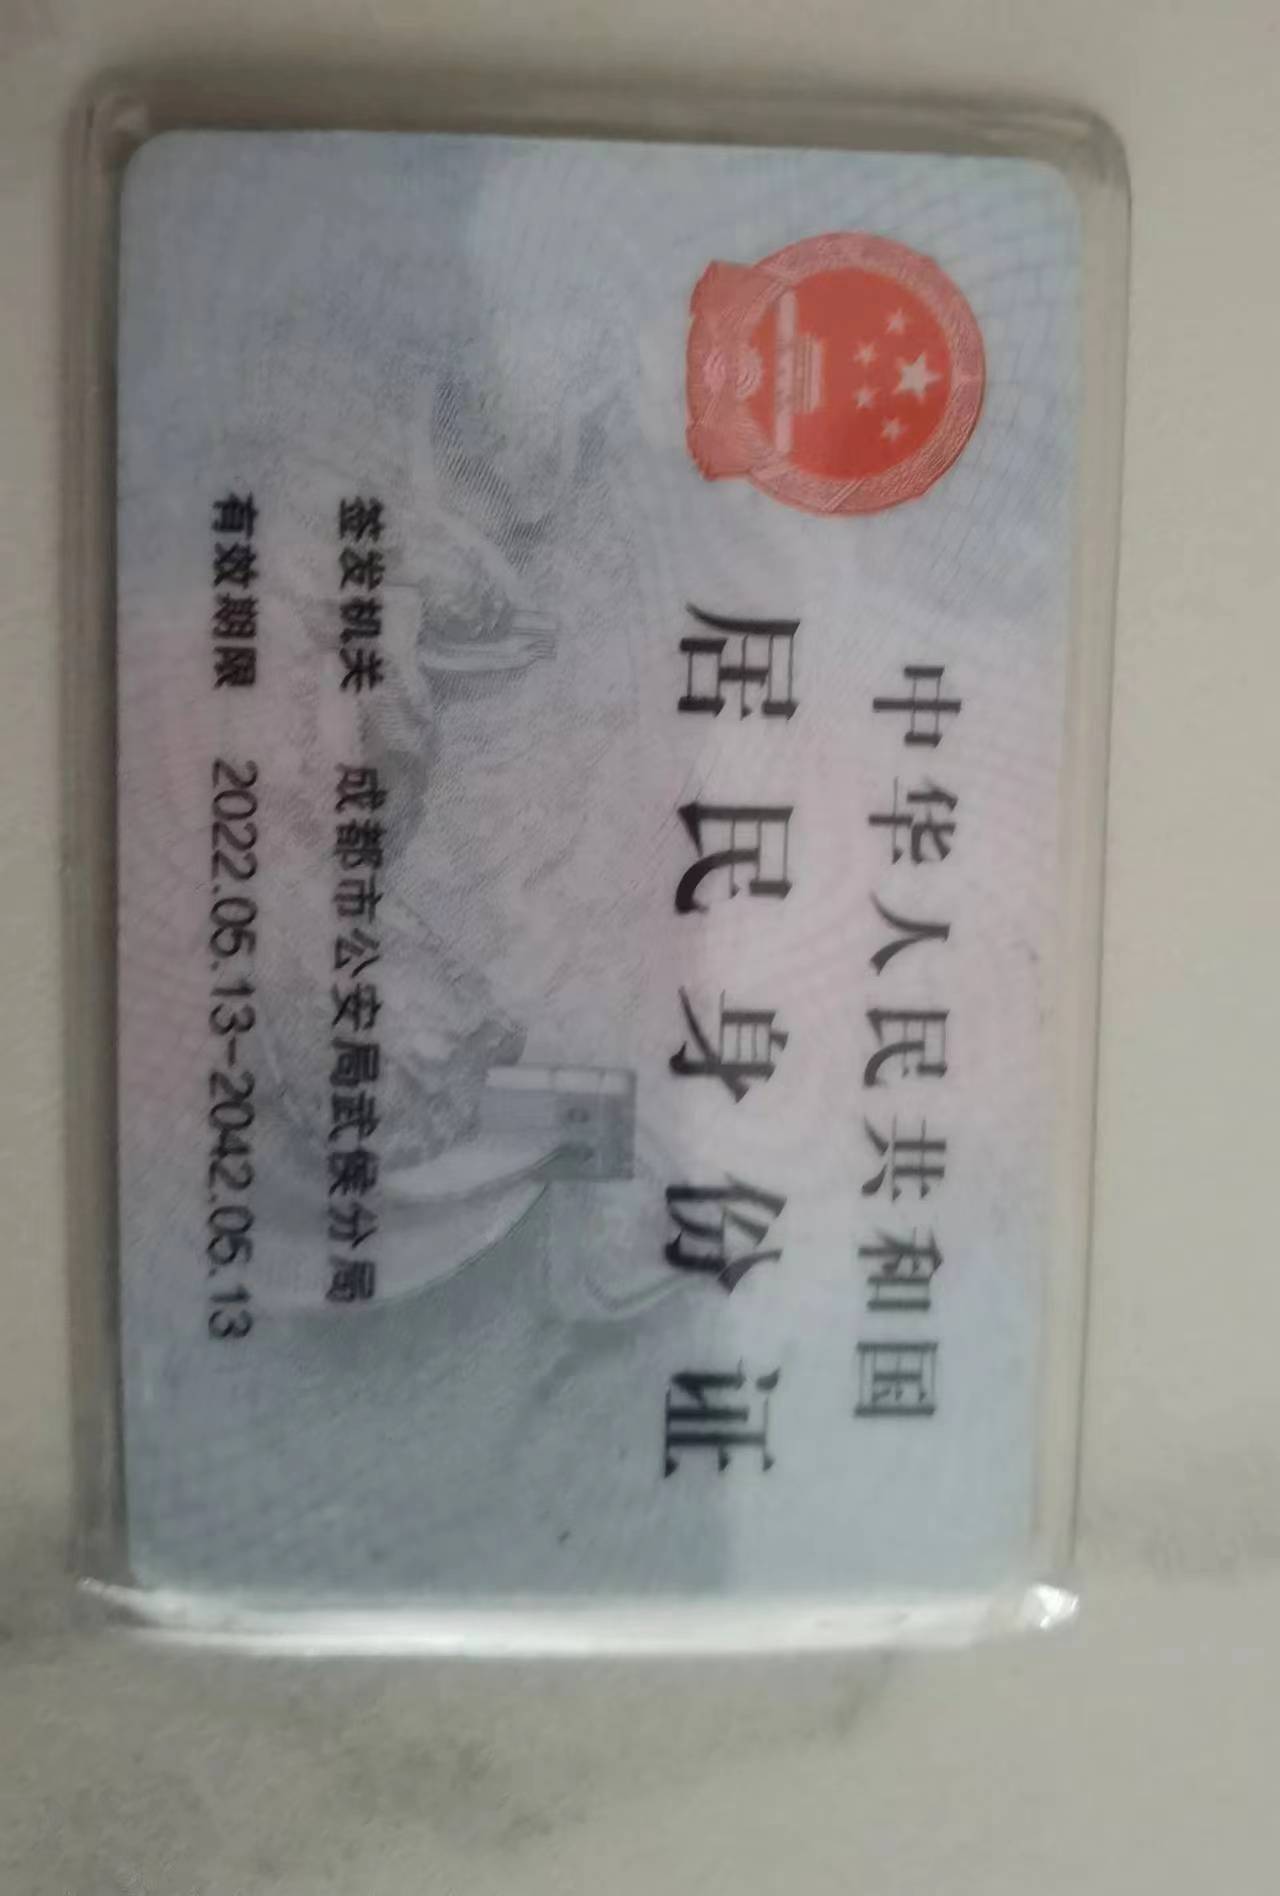 中华人民共和国
居民身份证
签发机关 成都市公安局武侯分局
有效期限 2022.05.13-2042.05.13